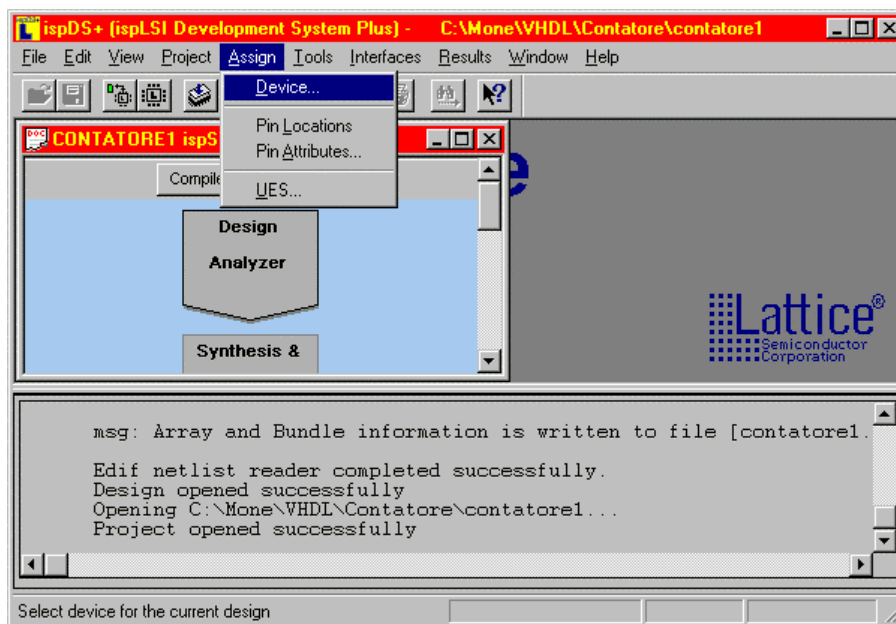 ispDS+ (ispLSI Development System Plus) - C:\Mone\VHDL\Contatore\contatore1
File Edit View Project Assign Tools Interfaces Results Window Help
Device...
Pin Locations
Pin Attributes...
UES...
DOC
CONTATORE1 ispS
Compile
Design
Analyzer
Synthesis &
e
Lattice®
Semiconductor
Corporation
msg: Array and Bundle information is written to file [contatore1.
Edif netlist reader completed successfully.
Design opened successfully
Opening C:\Mone\VHDL\Contatore\contatore1...
Project opened successfully
Select device for the current design